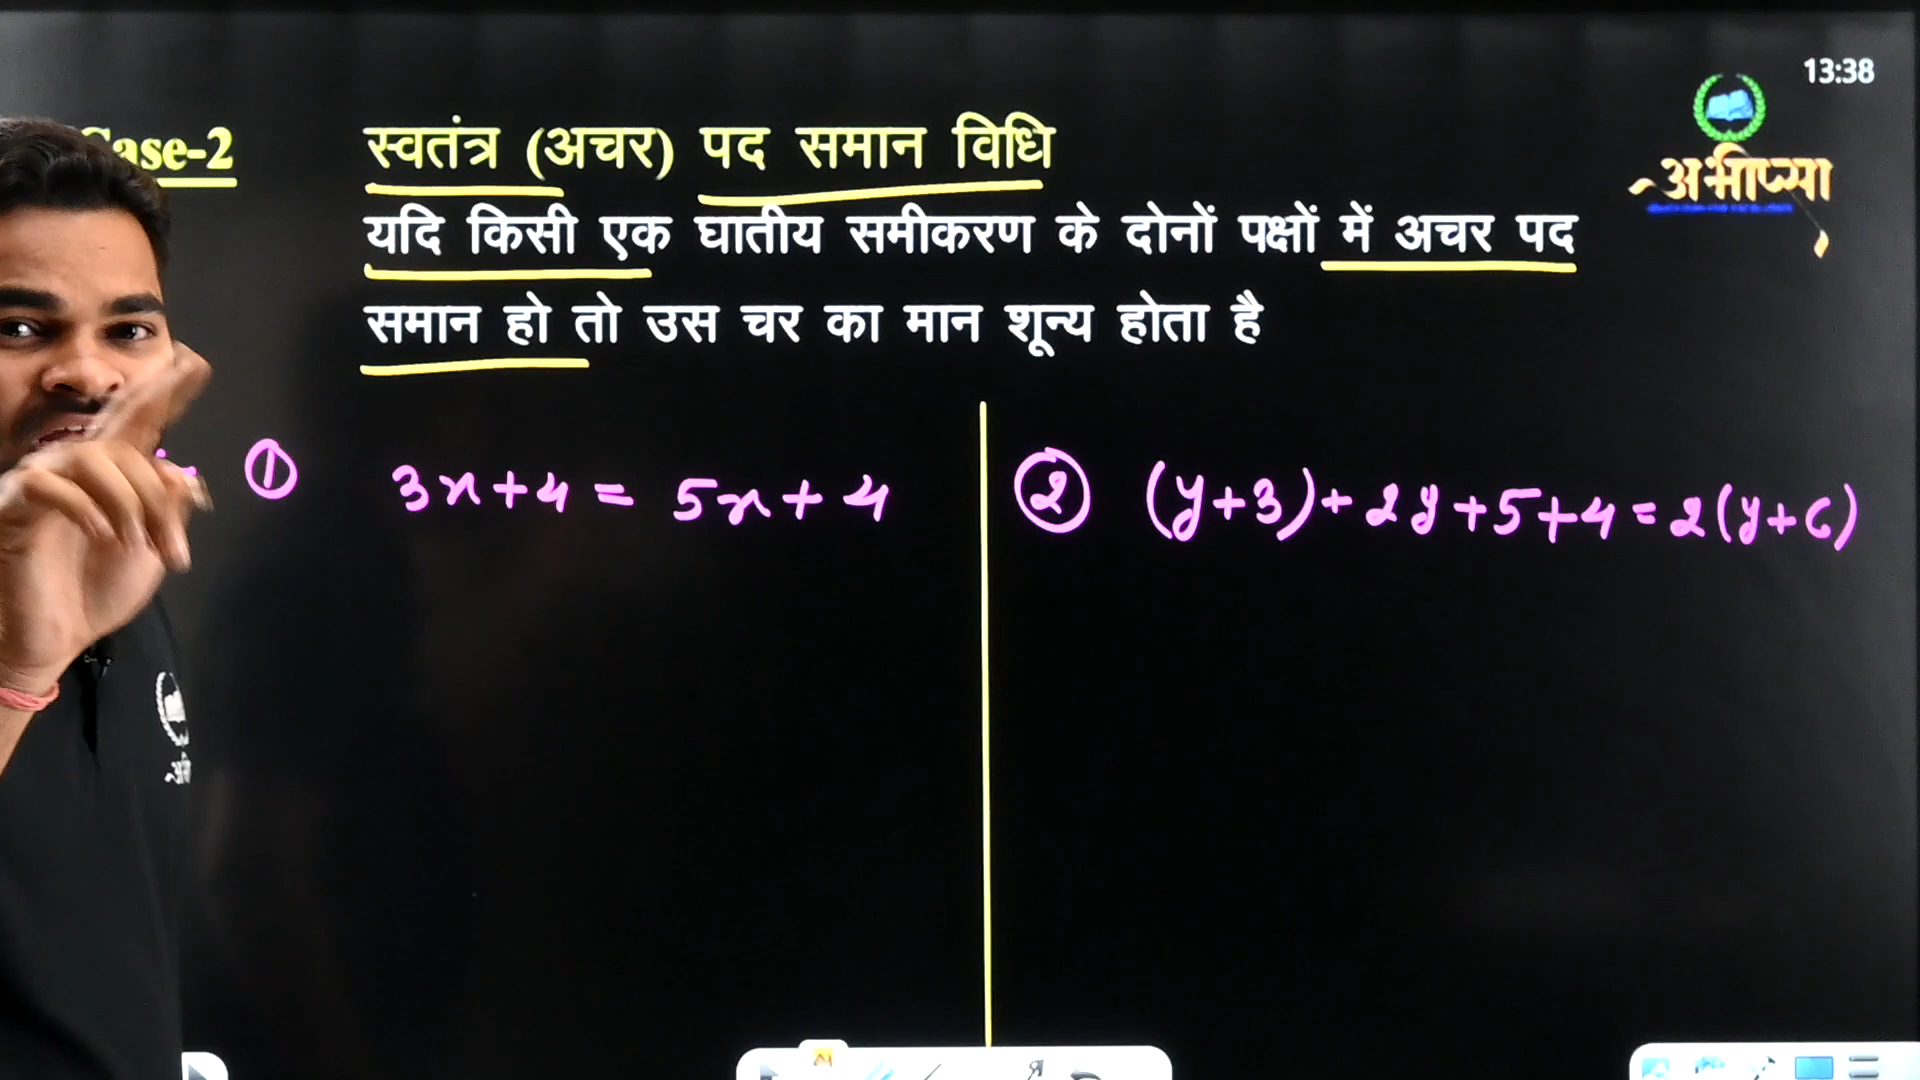 13:38
Case-2 स्वतंत्र (अचर) पद समान विधि
अभीप्सा
यदि किसी एक घातीय समीकरण के दोनों पक्षों में अचर पद
समान हो तो उस चर का मान शून्य होता है
① 3x+4 = 5x+4
② (y+3)+2y+5+4=2(y+6)